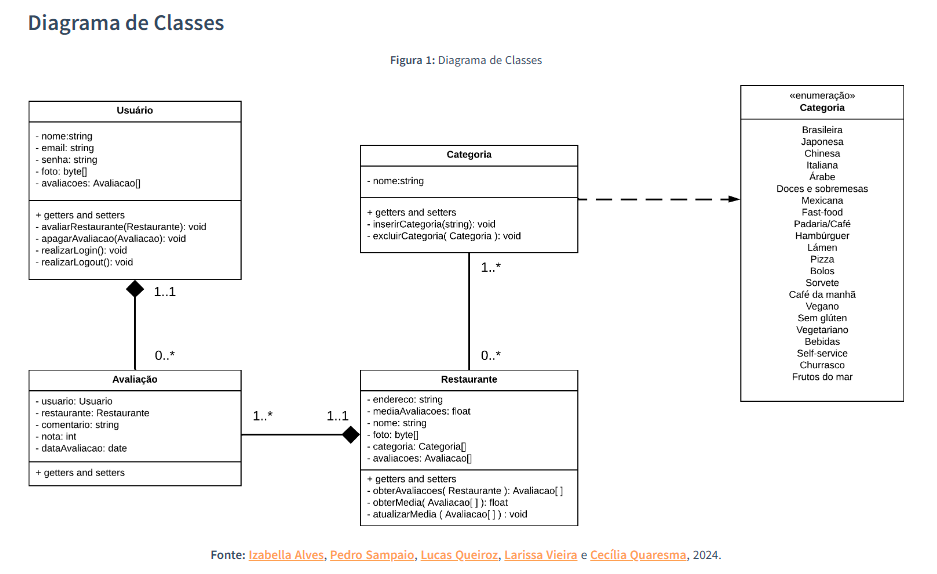 Diagrama de Classes
Figura 1: Diagrama de Classes
Usuário
- nome:string
- email: string
- senha: string
- foto: byte[]
- avaliacoes: Avaliacao[]
+ getters and setters
- avaliarRestaurante(Restaurante): void
- apagarAvaliacao(Avaliacao): void
- realizarLogin(): void
- realizarLogout(): void
1..1
0..*
Categoria
- nome:string
+ getters and setters
- inserirCategoria(string): void
- excluirCategoria( Categoria ): void
1..*
0..*
«enumeração»
Categoria
Brasileira
Japonesa
Chinesa
Italiana
Árabe
Doces e sobremesas
Mexicana
Fast-food
Padaria/Café
Hambúrguer
Lámen
Pizza
Bolos
Sorvete
Café da manhã
Vegano
Sem glúten
Vegetariano
Bebidas
Self-service
Churrasco
Frutos do mar
Avaliação
- usuario: Usuario
- restaurante: Restaurante
- comentario: string
- nota: int
- dataAvaliacao: date
+ getters and setters
1..*
1..1
Restaurante
- endereco: string
- mediaAvaliacoes: float
- nome: string
- foto: byte[]
- categoria: Categoria[]
- avaliacoes: Avaliacao[]
+ getters and setters
- obterAvaliacoes( Restaurante ): Avaliacao[ ]
- obterMedia( Avaliacao[ ] ): float
- atualizarMedia ( Avaliacao[ ] ) : void
Fonte: Izabella Alves, Pedro Sampaio, Lucas Queiroz, Larissa Vieira e Cecília Quaresma, 2024.